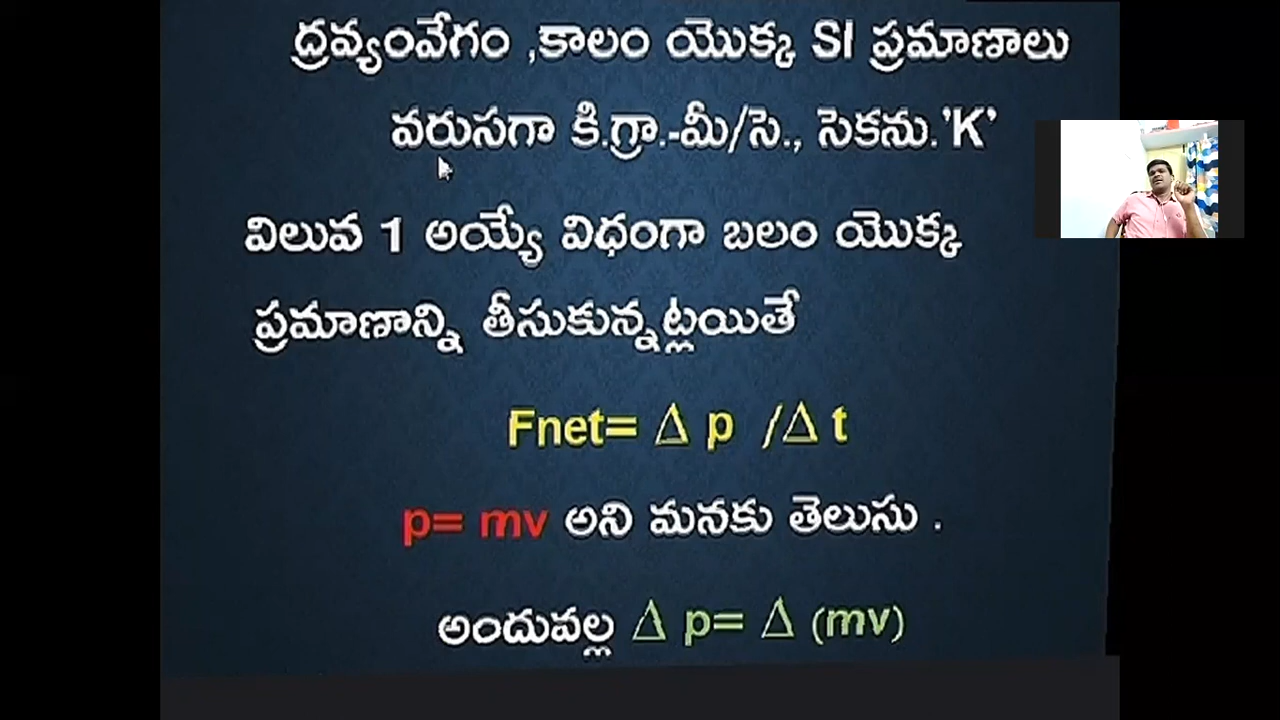 ద్రవ్యంవేగం ,కాలం యొక్క SI ప్రమాణాలు
వరుసగా కి.గ్రా.-మీ/సె., సెకను.'K'
విలువ 1 అయ్యే విధంగా బలం యొక్క
ప్రమాణాన్ని తీసుకున్నట్లయితే
Fnet= Δ p /Δ t
p= mv అని మనకు తెలుసు .
అందువల్ల Δ p= Δ (mv)